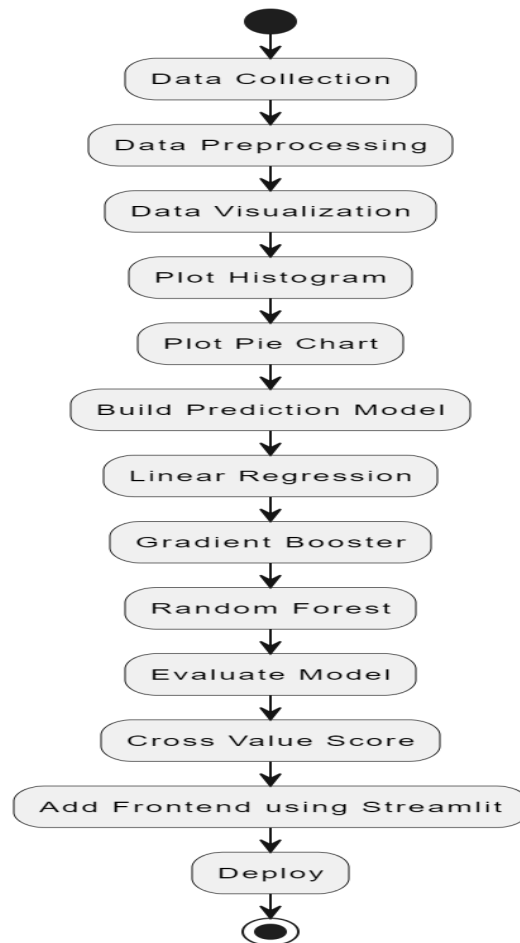 Data Collection
Data Preprocessing
Data Visualization
Plot Histogram
Plot Pie Chart
Build Prediction Model
Linear Regression
Gradient Booster
Random Forest
Evaluate Model
Cross Value Score
Add Frontend using Streamlit
Deploy